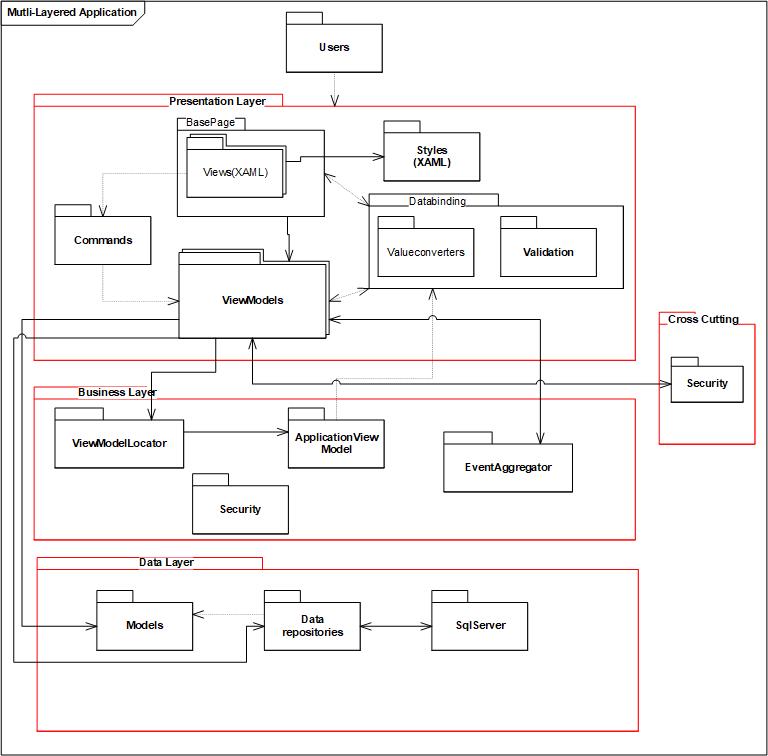 Mutli-Layered Application
Users
Presentation Layer
BasePage
Views(XAML)
Styles
(XAML)
Databinding
Commands
Valueconverters
Validation
ViewModels
Cross Cutting
Security
Business Layer
ViewModelLocator
ApplicationView
Model
EventAggregator
Security
Data Layer
Models
Data
repositories
SqlServer